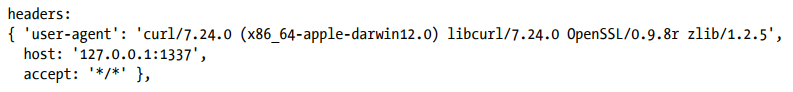 headers:
{ 'user-agent': 'curl/7.24.0 (x86_64-apple-darwin12.0) libcurl/7.24.0 OpenSSL/0.9.8r zlib/1.2.5',
host: '127.0.0.1:1337',
accept: '*/*' },